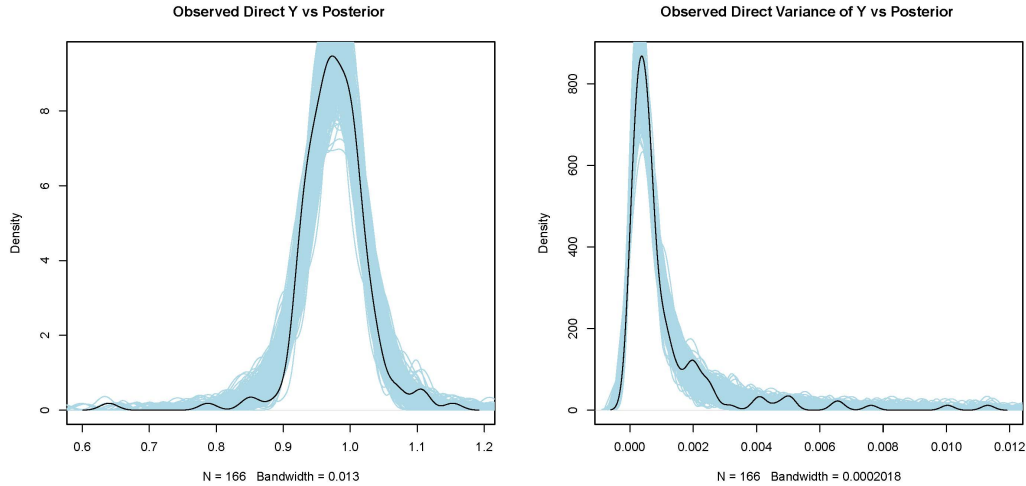 Observed Direct Y vs Posterior
Density
0
2
4
6
8
0.6 0.7 0.8 0.9 1.0 1.1 1.2
N = 166 Bandwidth = 0.013
Observed Direct Variance of Y vs Posterior
Density
0
200
400
600
800
0.000 0.002 0.004 0.006 0.008 0.010 0.012
N = 166 Bandwidth = 0.0002018